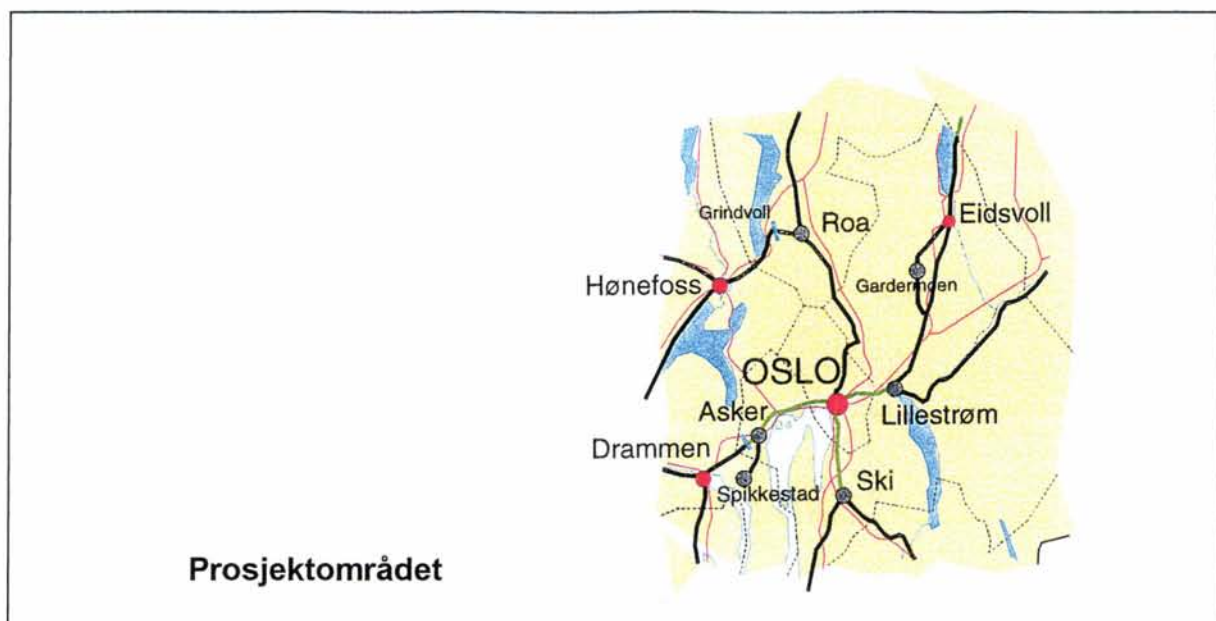 Grindvoll
Roa
Eidsvoll
Hønefoss
Gardermoen
OSLO
Asker
Lillestrøm
Drammen
Spikkestad
Ski
Prosjektområdet